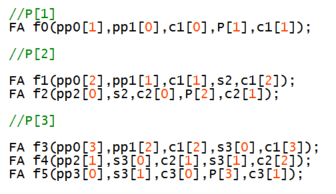 //P[1]
FA f0(pp0[1],pp1[0],c1[0],P[1],c1[1]);
//P[2]
FA f1(pp0[2],pp1[1],c1[1],s2,c1[2]);
FA f2(pp2[0],s2,c2[0],P[2],c2[1]);
//P[3]
FA f3(pp0[3],pp1[2],c1[2],s3[0],c1[3]);
FA f4(pp2[1],s3[0],c2[1],s3[1],c2[2]);
FA f5(pp3[0],s3[1],c3[0],P[3],c3[1]);